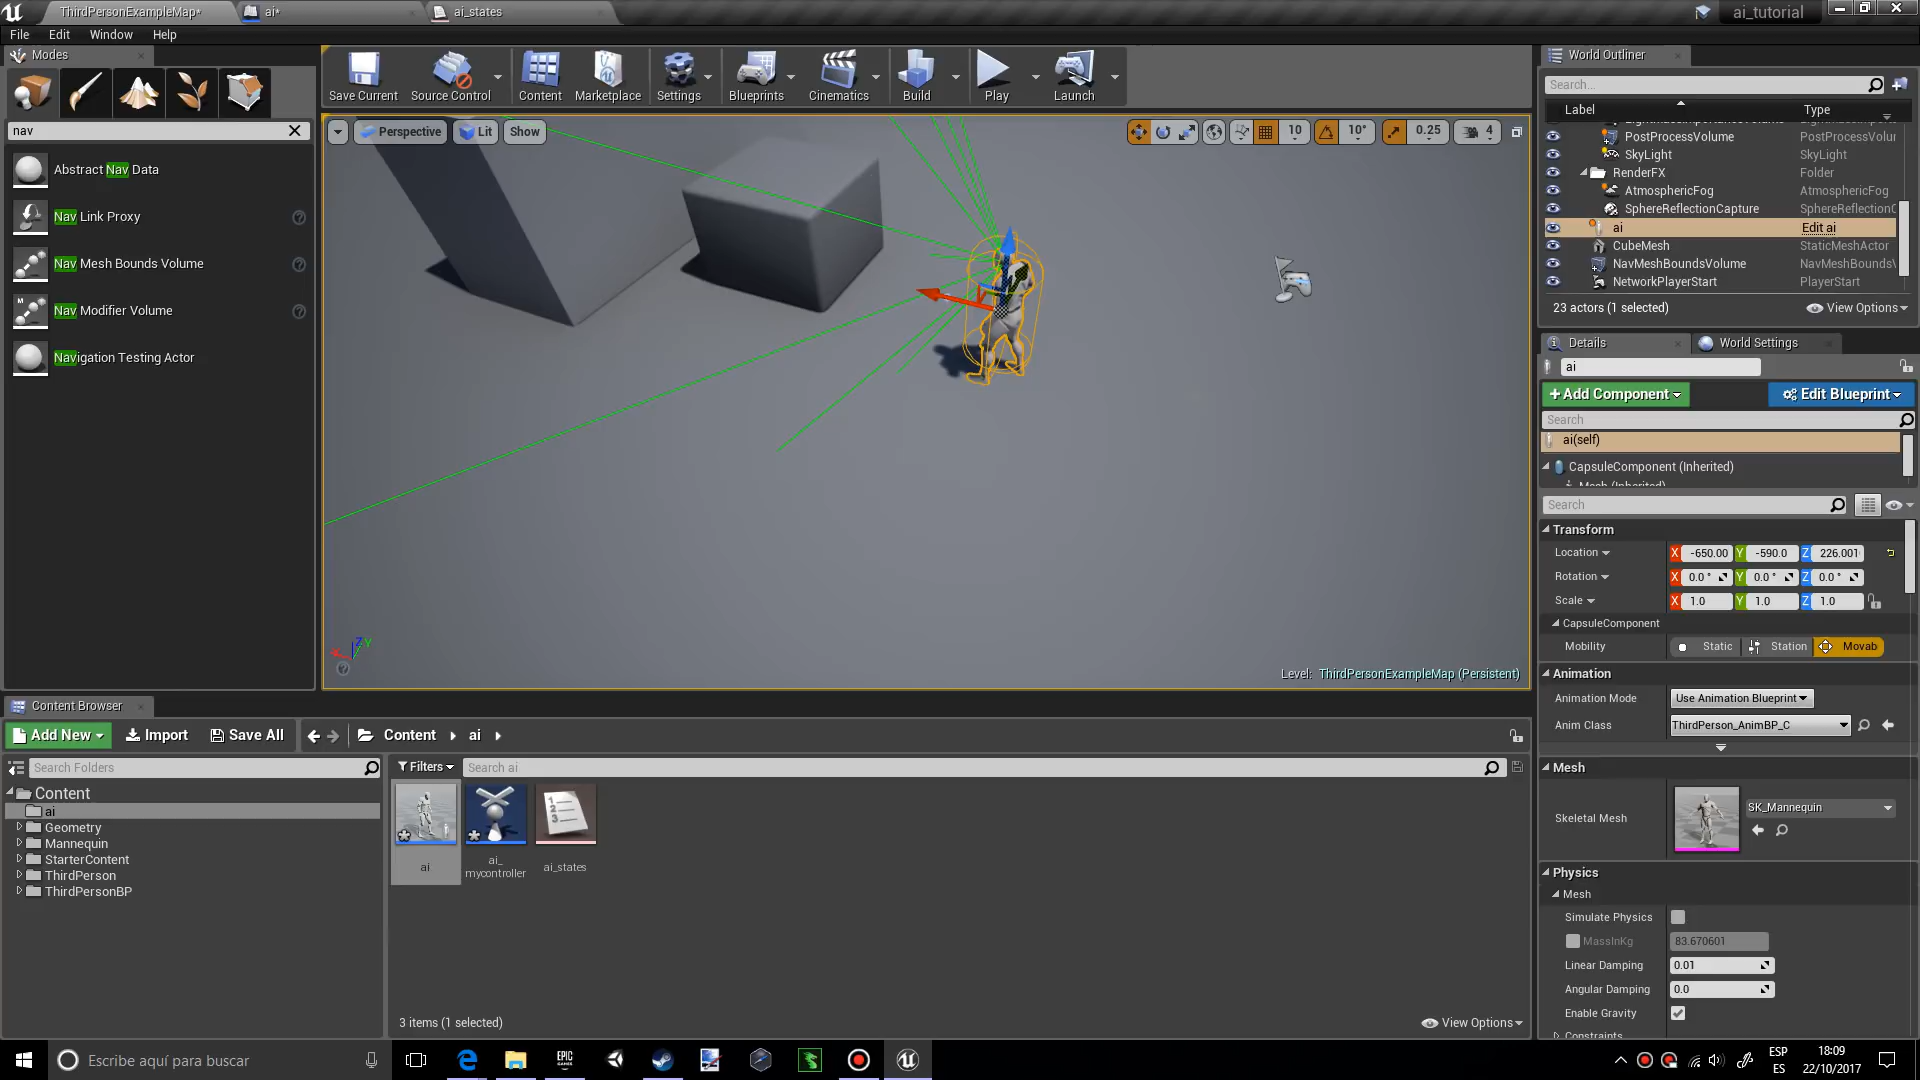 ThirdPersonExampleMap*
ai*
ai_states
ai_tutorial
File
Edit
Window
Help
Modes
nav
Abstract Nav Data
Nav Link Proxy
Nav Mesh Bounds Volume
Nav Modifier Volume
Navigation Testing Actor
Save Current
Source Control
Content
Marketplace
Settings
Blueprints
Cinematics
Build
Play
Launch
Perspective
Lit
Show
10
10°
0.25
4
Level: ThirdPersonExampleMap (Persistent)
World Outliner
Search...
Label
Type
PostProcessVolume
PostProcessVolur
SkyLight
SkyLight
RenderFX
Folder
AtmosphericFog
AtmosphericFog
SphereReflectionCapture
SphereReflectionC
ai
Edit ai
CubeMesh
StaticMeshActor
NavMeshBoundsVolume
NavMeshBounds
NetworkPlayerStart
PlayerStart
23 actors (1 selected)
View Options
Details
World Settings
ai
+Add Component
Edit Blueprint
Search
ai(self)
CapsuleComponent (Inherited)
Mesh (Inherited)
Search
Transform
Location
X
-650.00
Y
-590.0
Z
226.001
Rotation
X
0.0 °
Y
0.0 °
Z
0.0 °
Scale
X
1.0
Y
1.0
Z
1.0
CapsuleComponent
Mobility
Static
Station
Movab
Animation
Animation Mode
Use Animation Blueprint
Anim Class
ThirdPerson_AnimBP_C
Mesh
Skeletal Mesh
SK_Mannequin
Physics
Mesh
Simulate Physics
MassInKg
83.670601
Linear Damping
0.01
Angular Damping
0.0
Enable Gravity
Constraints
Content Browser
Add New
Import
Save All
Content
ai
Search Folders
Filters
Search ai
Content
ai
Geometry
Mannequin
StarterContent
ThirdPerson
ThirdPersonBP
ai
ai_
mycontroller
ai_states
3 items (1 selected)
View Options
Escribe aquí para buscar
EPIC
GAMES
ESP
ES
18:09
22/10/2017